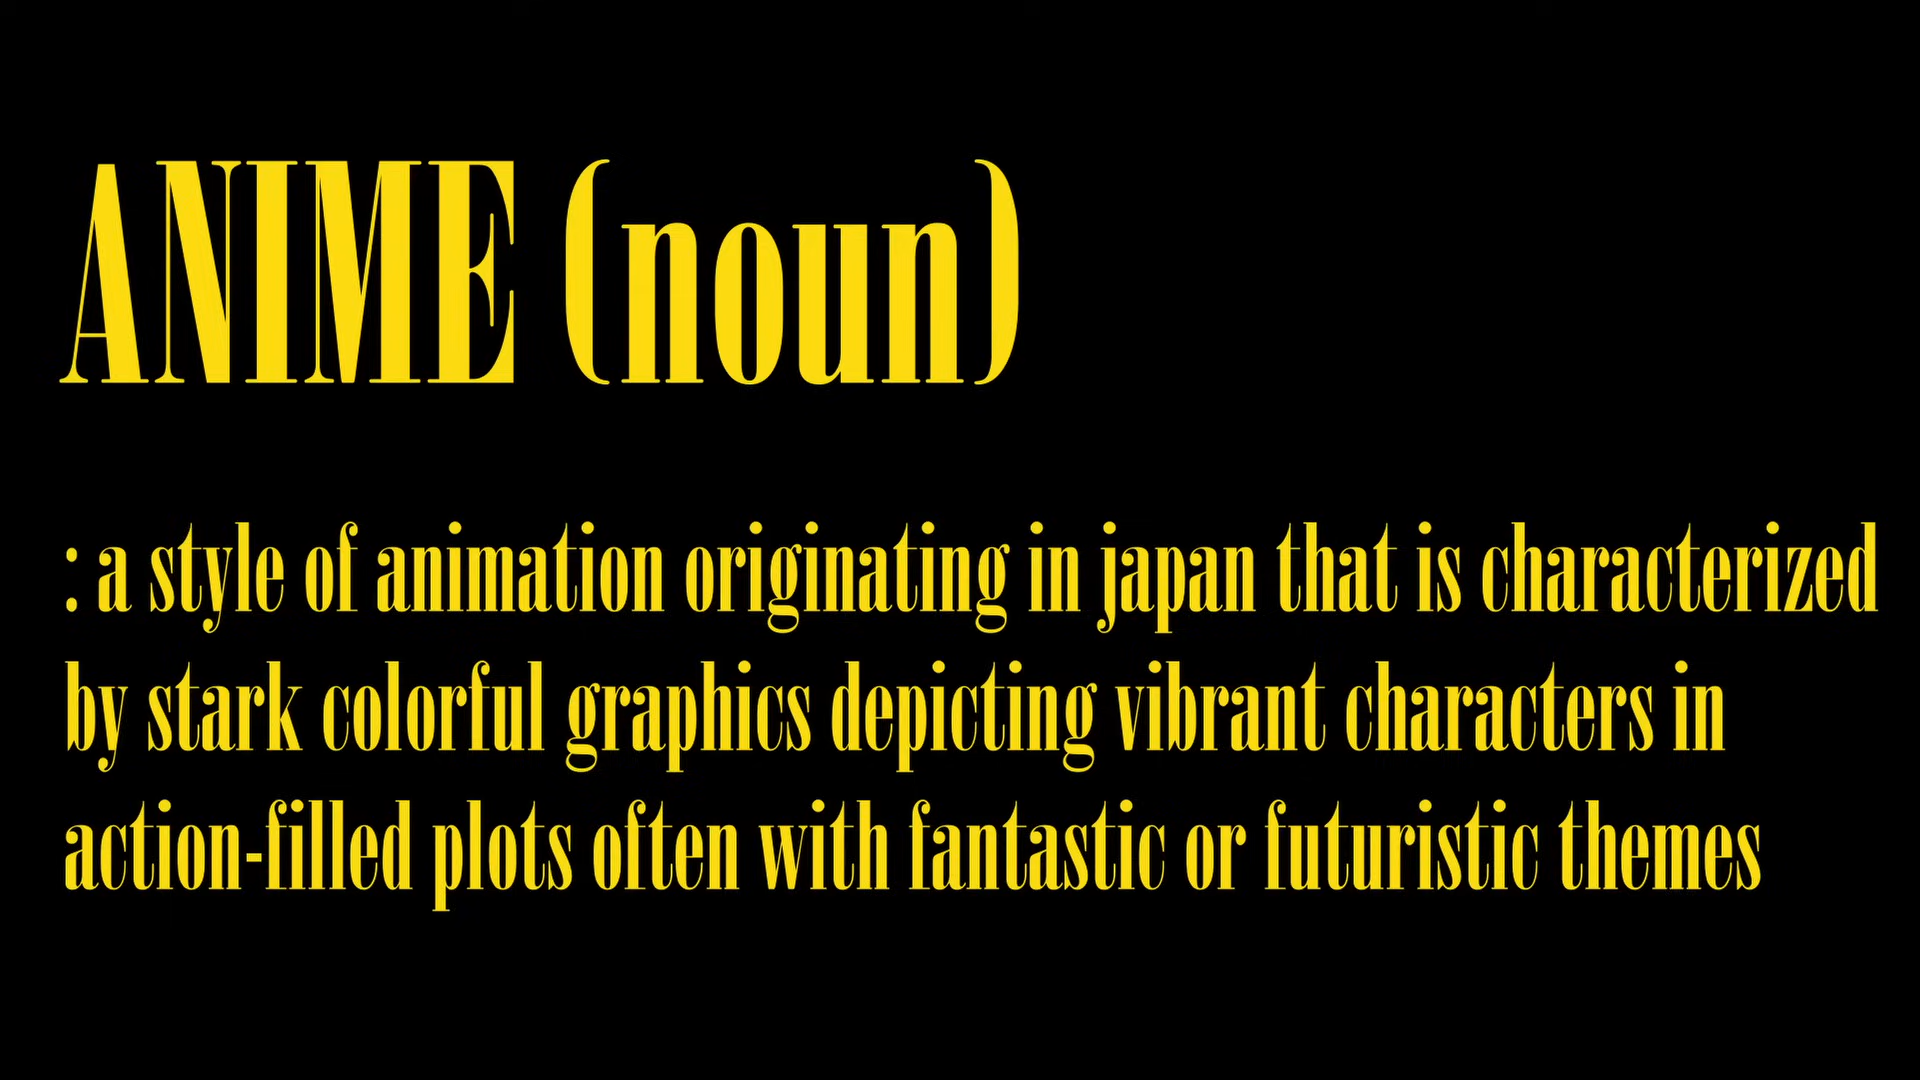 ANIME (noun)
: a style of animation originating in japan that is characterized
by stark colorful graphics depicting vibrant characters in
action-filled plots often with fantastic or futuristic themes